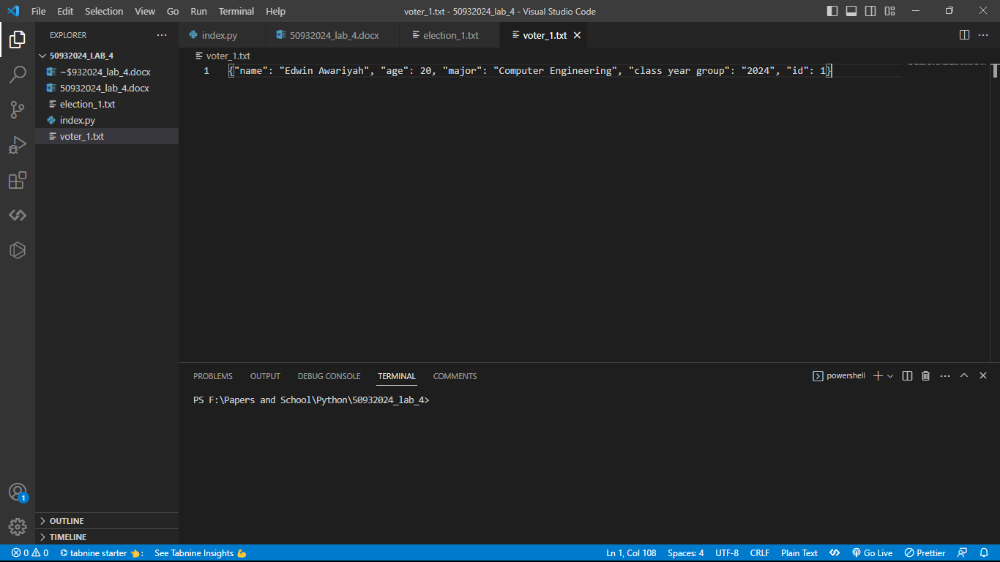 File Edit Selection View Go Run Terminal Help voter_1.txt - 50932024_lab_4 - Visual Studio Code
EXPLORER
index.py 50932024_lab_4.docx election_1.txt voter_1.txt
50932024_LAB_4
~$932024_lab_4.docx
50932024_lab_4.docx
election_1.txt
index.py
voter_1.txt
voter_1.txt
1 {"name": "Edwin Awariyah", "age": 20, "major": "Computer Engineering", "class year group": "2024", "id": 1}
PROBLEMS OUTPUT DEBUG CONSOLE TERMINAL COMMENTS powershell
PS F:\Papers and School\Python\50932024_lab_4>
1
OUTLINE
TIMELINE
0 0 tabnine starter : See Tabnine Insights Ln 1, Col 108 Spaces: 4 UTF-8 CRLF Plain Text Go Live Prettier